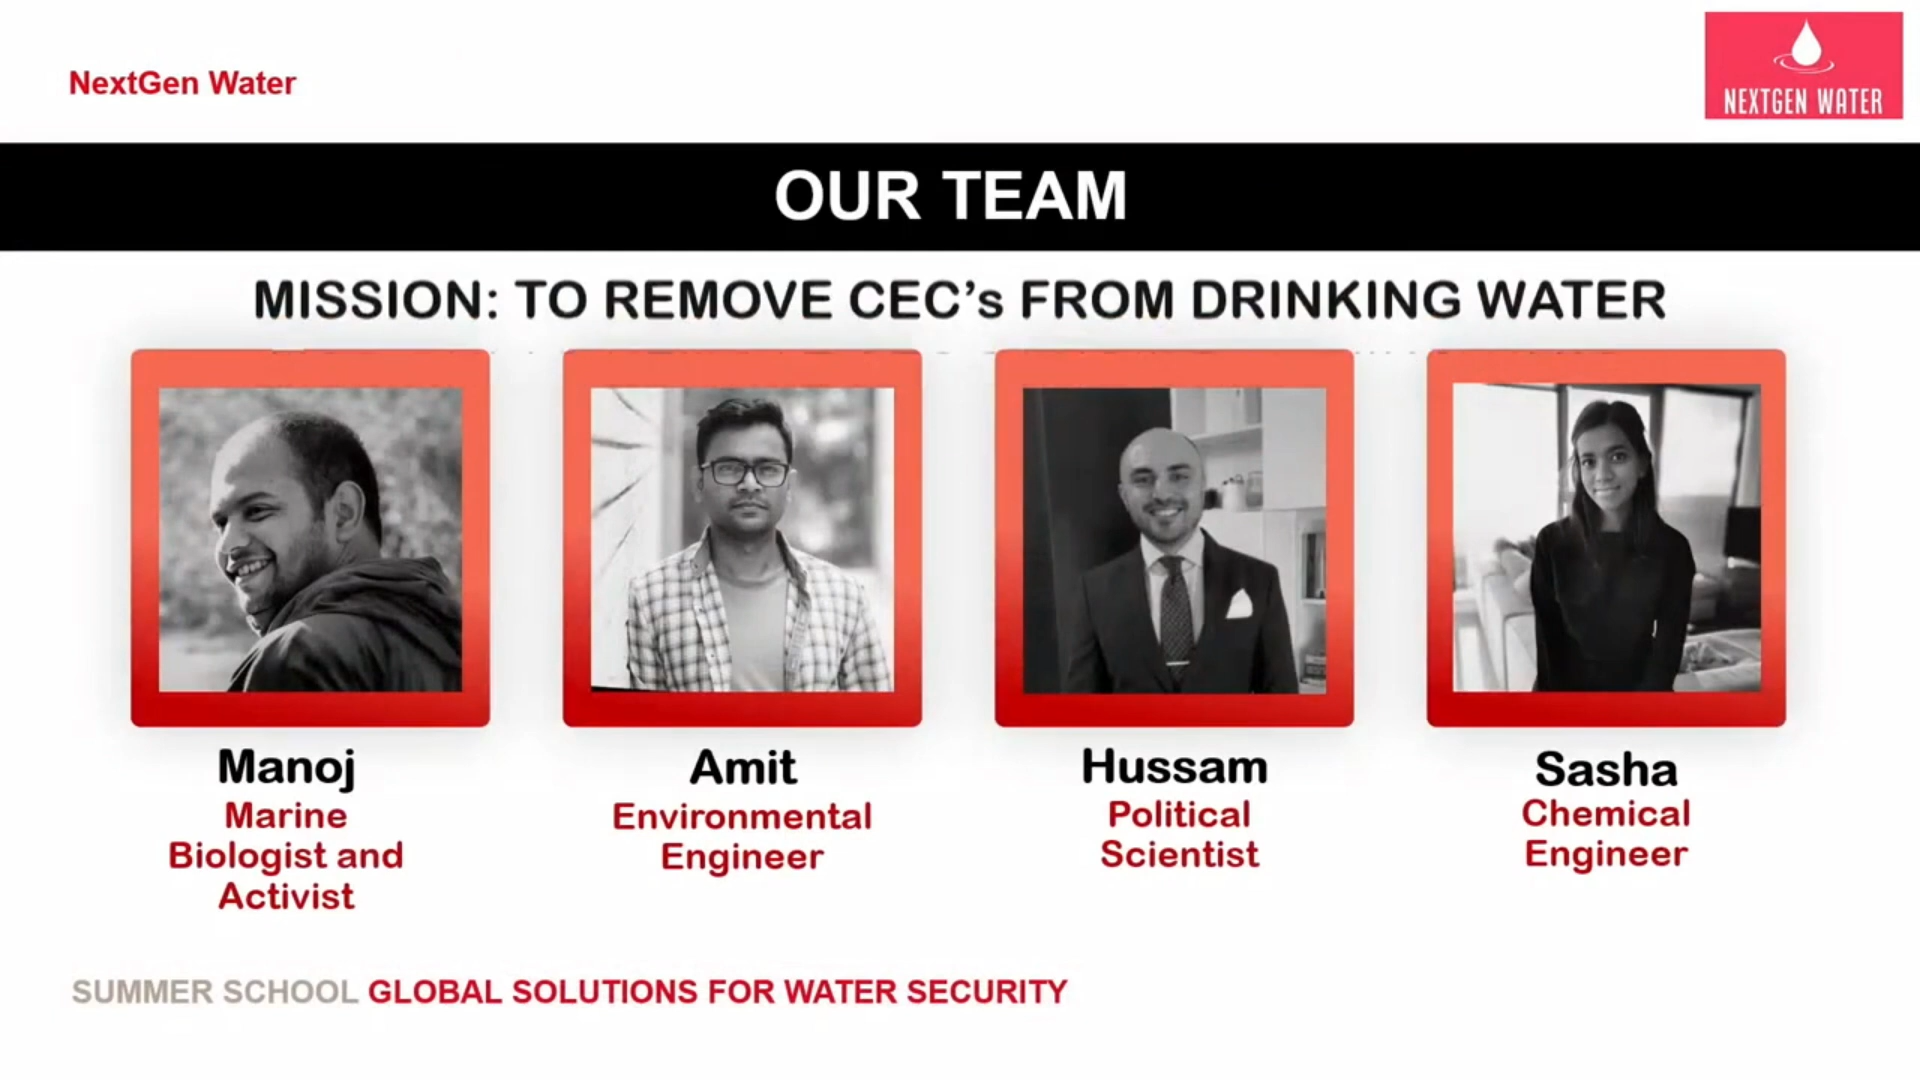 NextGen Water
NEXTGEN WATER
OUR TEAM
MISSION: TO REMOVE CEC’s FROM DRINKING WATER
Manoj
Marine
Biologist and
Activist
Amit
Environmental
Engineer
Hussam
Political
Scientist
Sasha
Chemical
Engineer
SUMMER SCHOOL GLOBAL SOLUTIONS FOR WATER SECURITY